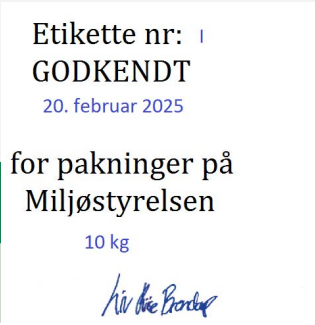 Etikette nr: I
GODKENDT
20. februar 2025
for pakninger på
Miljøstyrelsen
10 kg